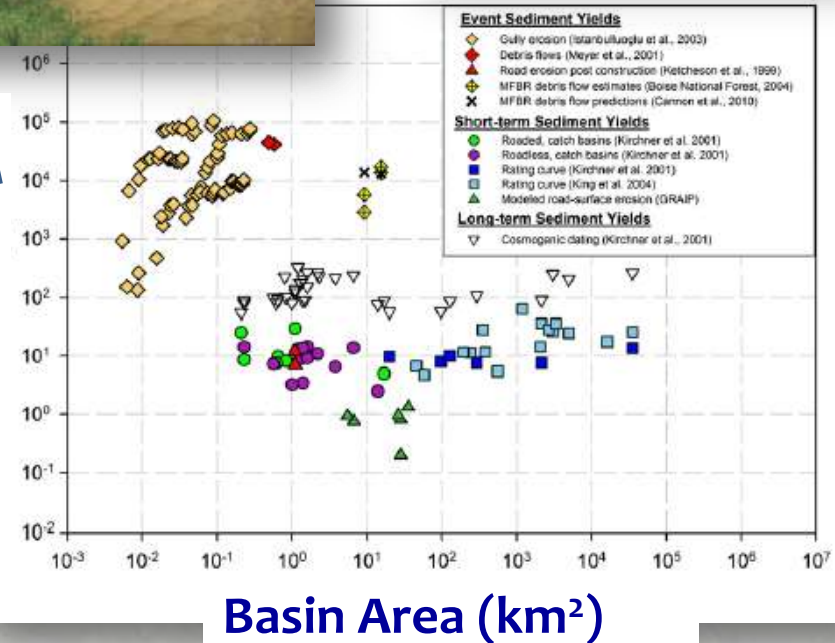 Event Sediment Yields
Gully erosion (Istanbulluoglu et al., 2003)
Debris flows (Meyer et al., 2001)
Road erosion post construction (Ketcheson et al., 1999)
MFBR debris flow estimates (Boise National Forest, 2004)
MFBR debris flow predictions (Cannon et al., 2010)
Short-term Sediment Yields
Roaded, catch basins (Kirchner et al. 2001)
Roadless, catch basins (Kirchner et al. 2001)
Rating curve (Kirchner et al. 2001)
Rating curve (King et al. 2004)
Modeled road-surface erosion (GRAIP)
Long-term Sediment Yields
Cosmogenic dating (Kirchner et al., 2001)
10⁶
10⁵
10⁴
10³
10²
10¹
10⁰
10⁻¹
10⁻²
10⁻³ 10⁻² 10⁻¹ 10⁰ 10¹ 10² 10³ 10⁴ 10⁵ 10⁶ 10⁷
Basin Area (km²)